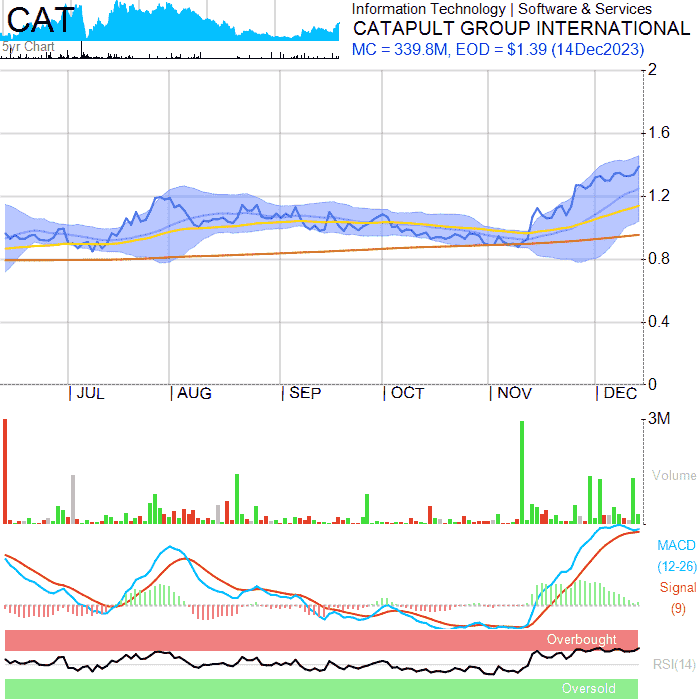 CAT
5yr Chart
Information Technology | Software & Services
CATAPULT GROUP INTERNATIONAL
MC = 339.8M, EOD = $1.39 (14Dec2023)
2
1.6
1.2
0.8
0.4
0
JUL AUG SEP OCT NOV DEC
3M
Volume
MACD
(12-26)
Signal
(9)
Overbought
RSI(14)
Oversold